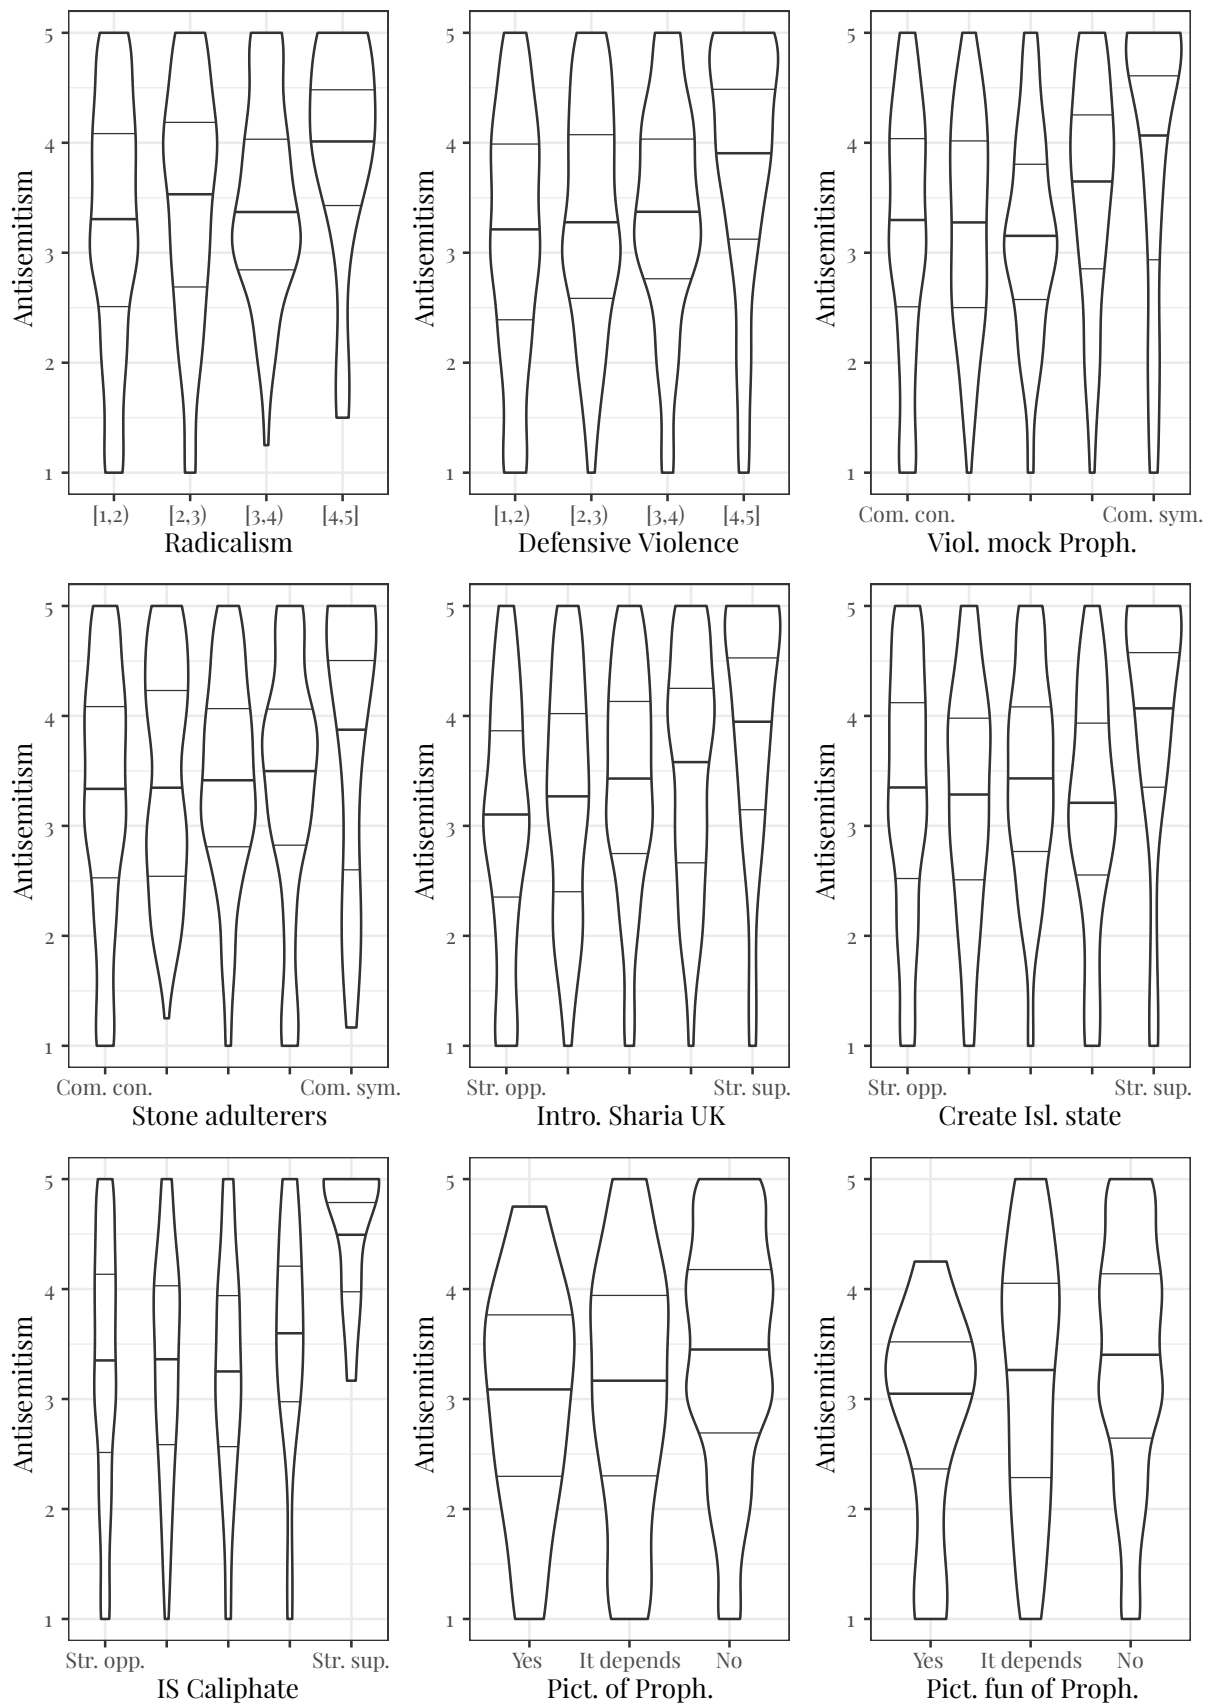 5
4
3
2
1
Antisemitism
[1,2) [2,3) [3,4) [4,5]
Radicalism
5
4
3
2
1
Antisemitism
[1,2) [2,3) [3,4) [4,5]
Defensive Violence
5
4
3
2
1
Antisemitism
Com. con. Com. sym.
Viol. mock Proph.
5
4
3
2
1
Antisemitism
Com. con. Com. sym.
Stone adulterers
5
4
3
2
1
Antisemitism
Str. opp. Str. sup.
Intro. Sharia UK
5
4
3
2
1
Antisemitism
Str. opp. Str. sup.
Create Isl. state
5
4
3
2
1
Antisemitism
Str. opp. Str. sup.
IS Caliphate
5
4
3
2
1
Antisemitism
Yes It depends No
Pict. of Proph.
5
4
3
2
1
Antisemitism
Yes It depends No
Pict. fun of Proph.